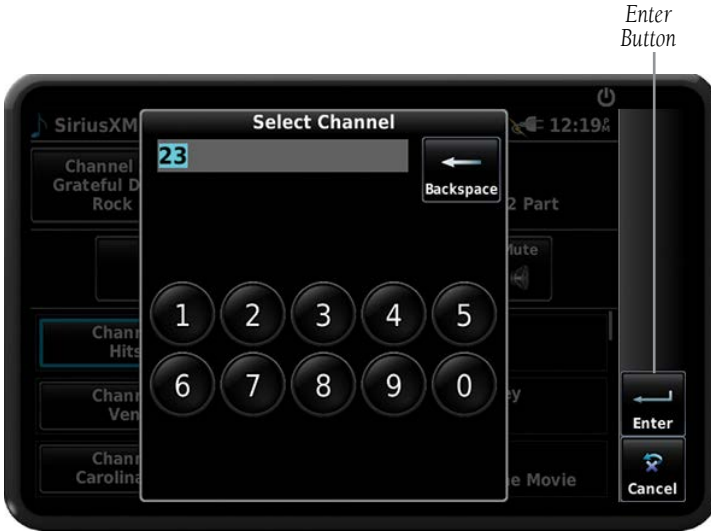 Enter
Button
SiriusXM
Select Channel
12:19PM
23
Backspace
Channel
Grateful D
Rock
2 Part
Mute
1 2 3 4 5
Chann
Hits
6 7 8 9 0
Chann
Ven
ey
Enter
Chann
Carolina
e Movie
Cancel